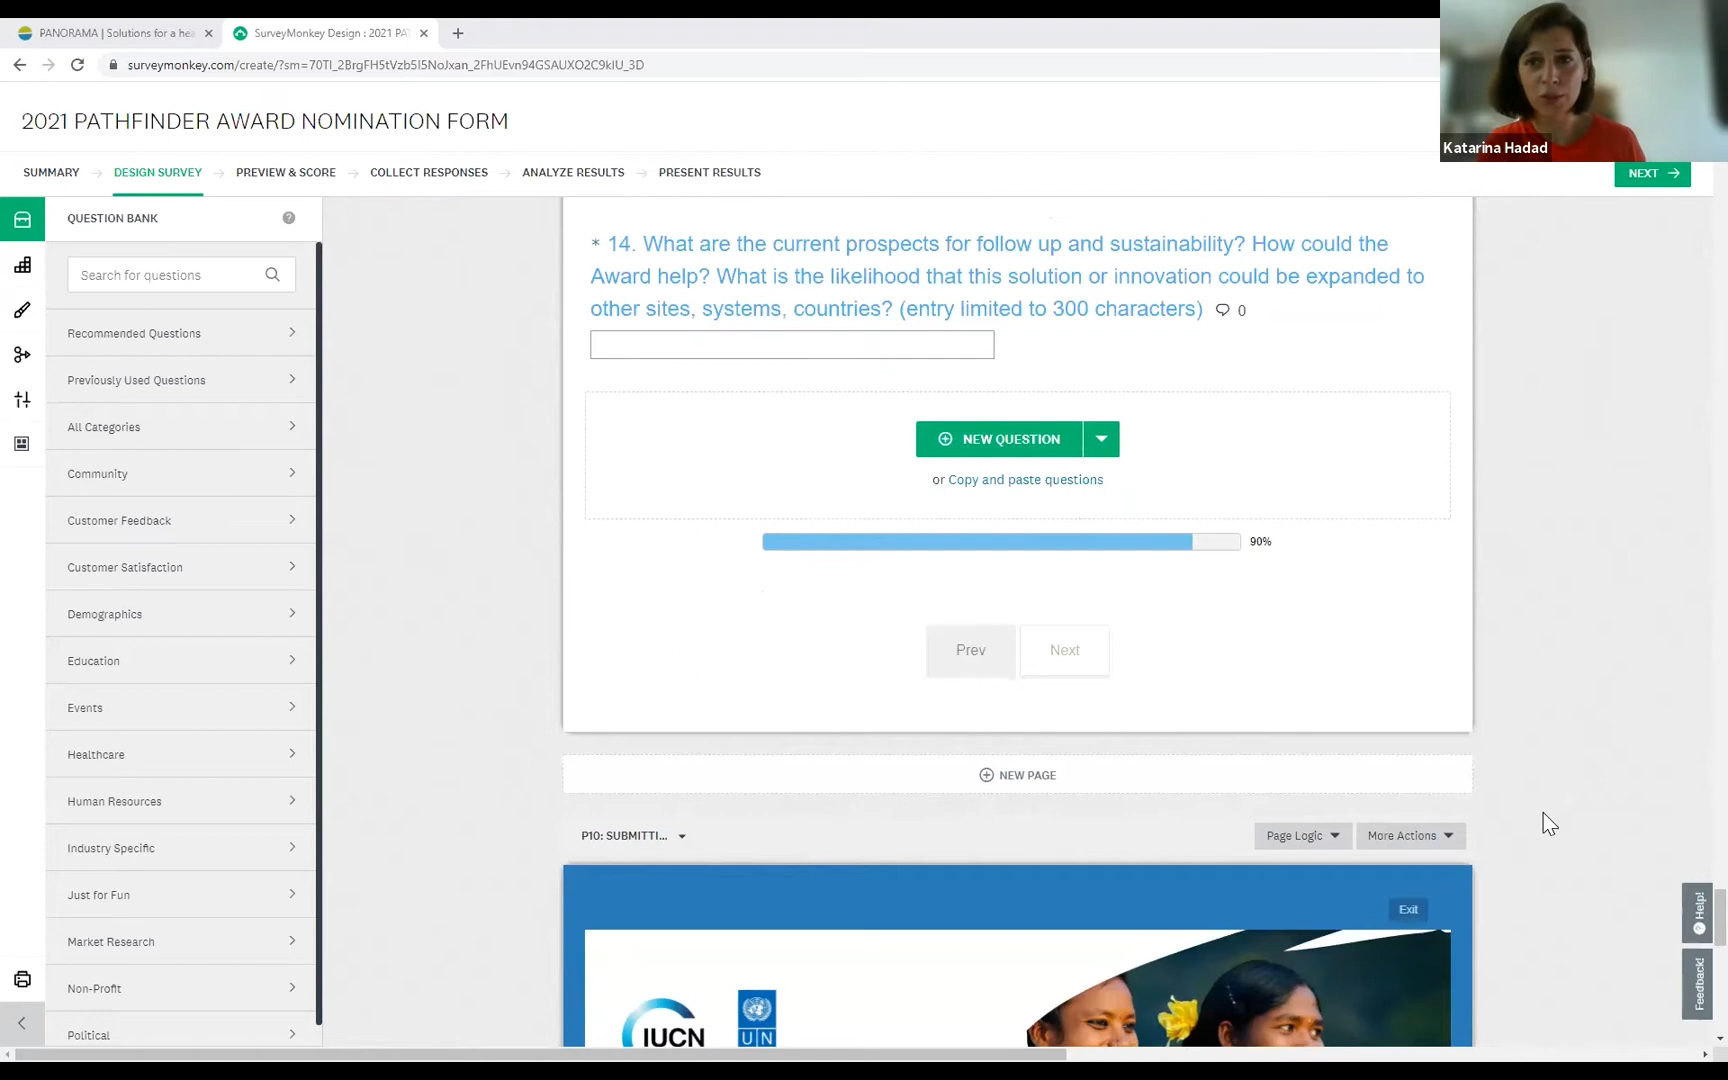 PANORAMA | Solutions for a hea
SurveyMonkey Design : 2021 PA
surveymonkey.com/create/?sm=70TI_2BrgFH5tVzb5I5NoJxan_2FhUEvn94GSAUXO2C9kIU_3D
Katarina Hadad
2021 PATHFINDER AWARD NOMINATION FORM
SUMMARY
DESIGN SURVEY
PREVIEW & SCORE
COLLECT RESPONSES
ANALYZE RESULTS
PRESENT RESULTS
NEXT
QUESTION BANK
Search for questions
Recommended Questions
Previously Used Questions
All Categories
Community
Customer Feedback
Customer Satisfaction
Demographics
Education
Events
Healthcare
Human Resources
Industry Specific
Just for Fun
Market Research
Non-Profit
Political
* 14. What are the current prospects for follow up and sustainability? How could the
Award help? What is the likelihood that this solution or innovation could be expanded to
other sites, systems, countries? (entry limited to 300 characters) 0
NEW QUESTION
or Copy and paste questions
90%
Prev
Next
NEW PAGE
P10: SUBMITTI...
Page Logic
More Actions
Exit
IUCN
UN
Help!
Feedback!